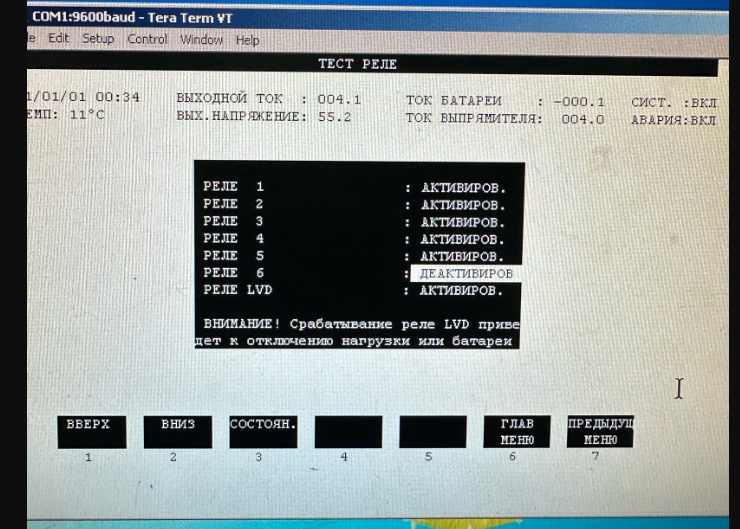 COM1:9600baud - Tera Term VT
Edit Setup Control Window Help
ТЕСТ РЕЛЕ
1/01/01 00:34 ВЫХОДНОЙ ТОК : 004.1 ТОК БАТАРЕИ : -000.1 СИСТ. :ВКЛ
ЕМП: 11°C ВЫХ.НАПРЯЖЕНИЕ: 55.2 ТОК ВЫПРЯМИТЕЛЯ: 004.0 АВАРИЯ:ВКЛ
РЕЛЕ 1 : АКТИВИРОВ.
РЕЛЕ 2 : АКТИВИРОВ.
РЕЛЕ 3 : АКТИВИРОВ.
РЕЛЕ 4 : АКТИВИРОВ.
РЕЛЕ 5 : АКТИВИРОВ.
РЕЛЕ 6 : ДЕАКТИВИРОВ
РЕЛЕ LVD : АКТИВИРОВ.
ВНИМАНИЕ! Срабатывание реле LVD приве
дет к отключению нагрузки или батареи
ВВЕРХ ВНИЗ СОСТОЯН. ГЛАВ ПРЕДЫДУЩ
МЕНЮ МЕНЮ
1 2 3 4 5 6 7